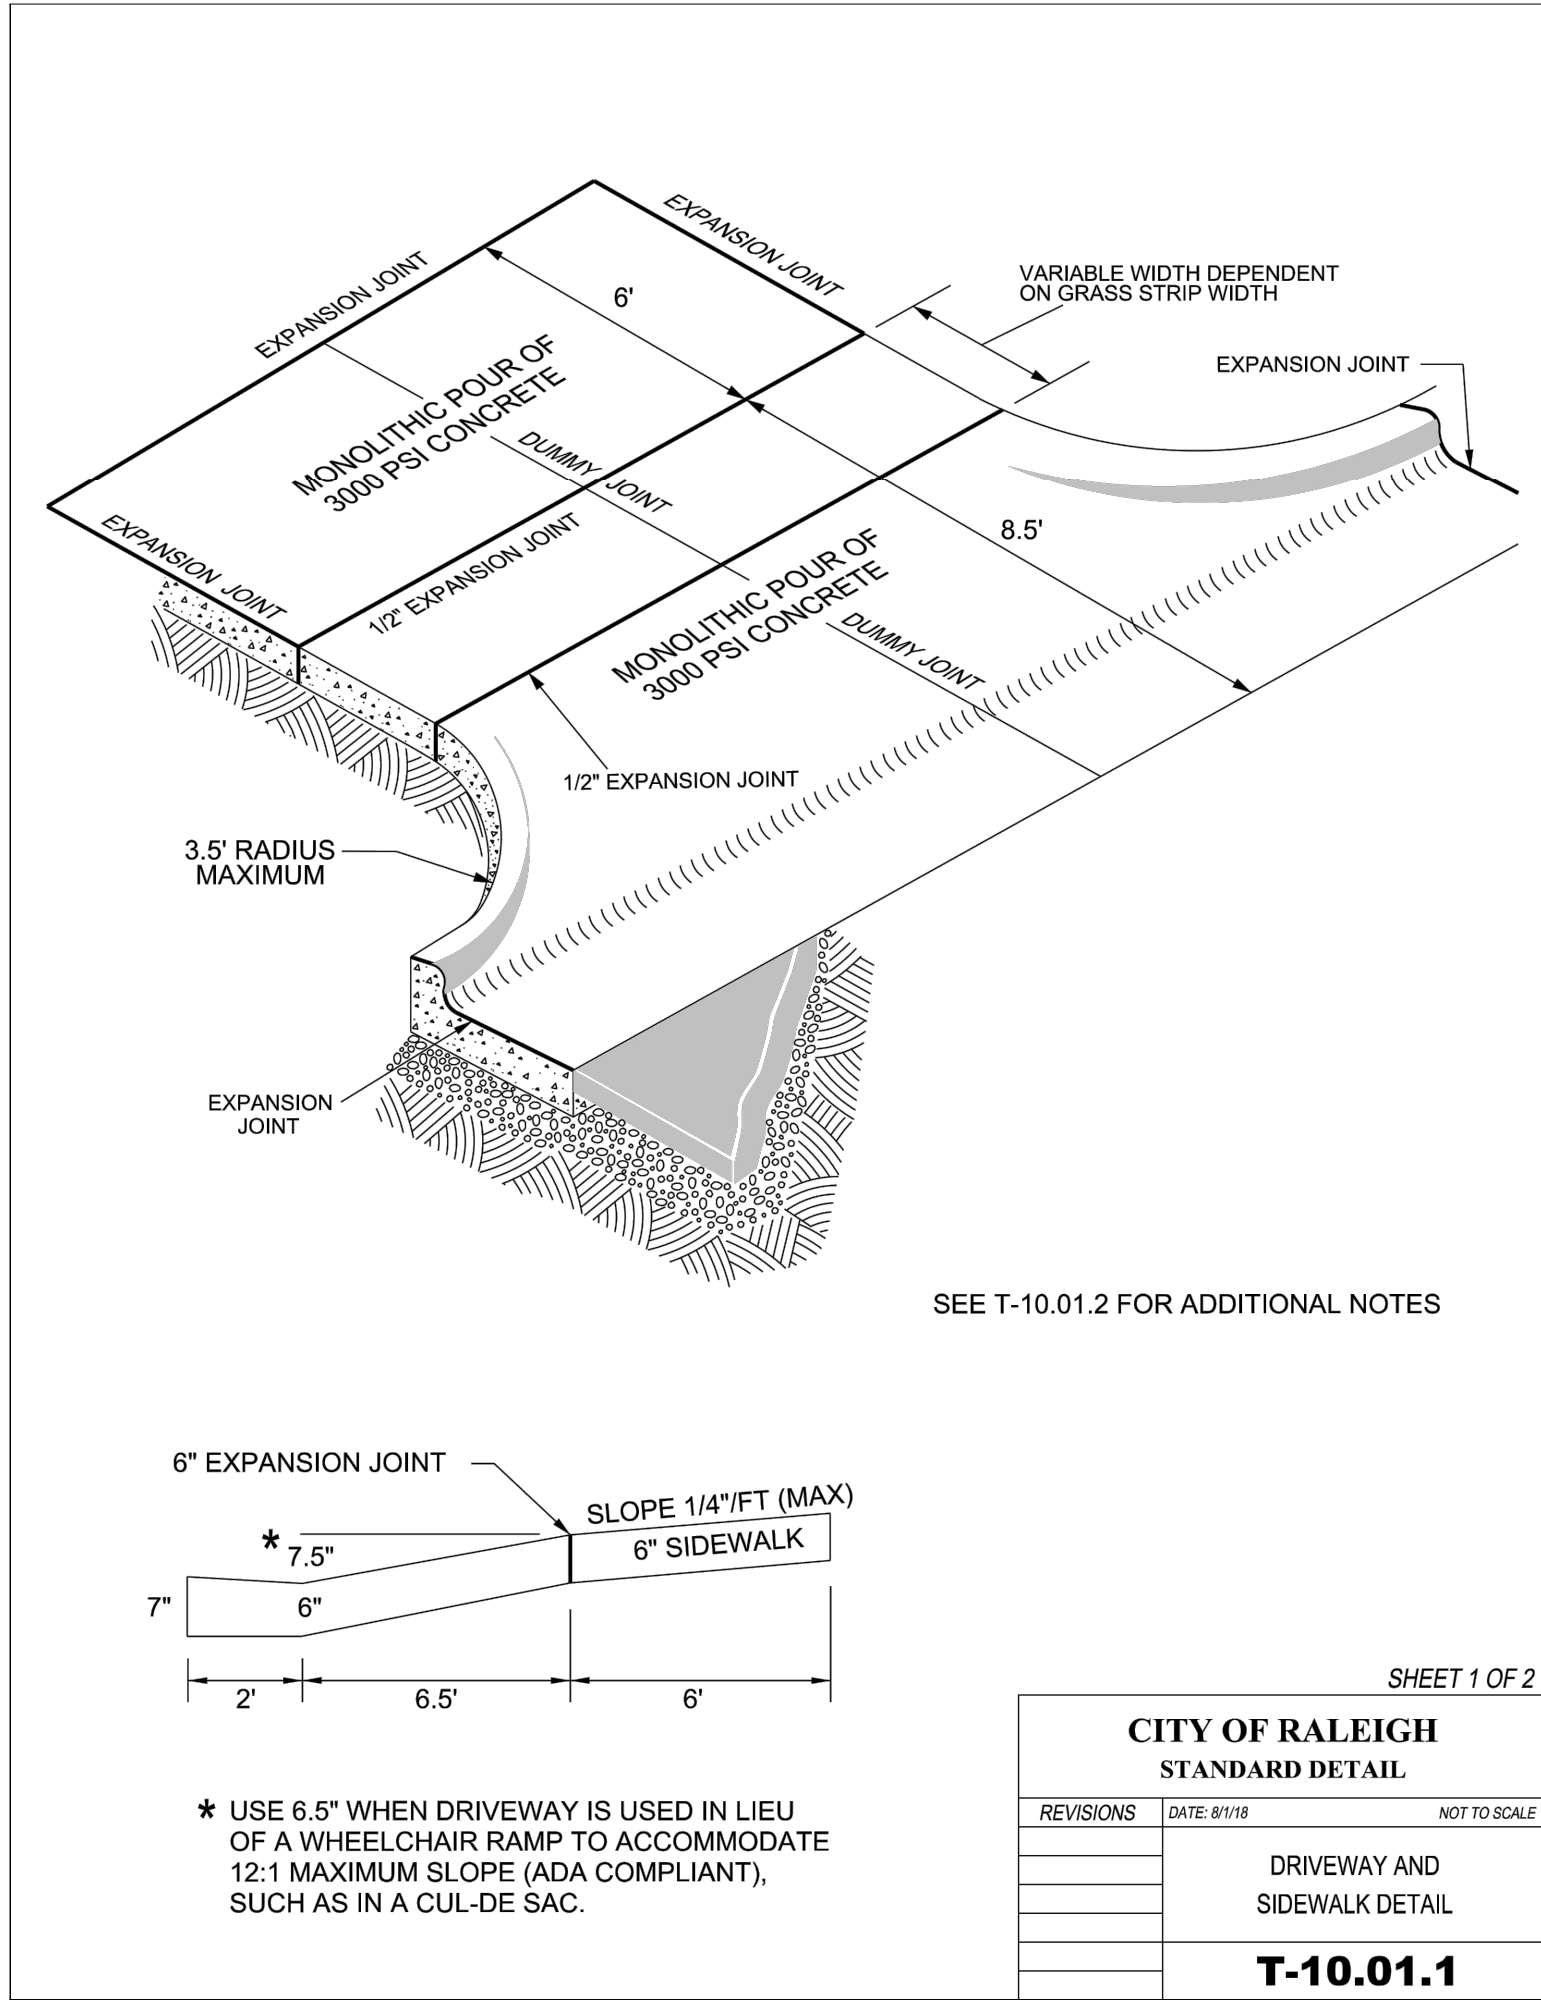 EXPANSION JOINT
EXPANSION JOINT
6'
VARIABLE WIDTH DEPENDENT
ON GRASS STRIP WIDTH
EXPANSION JOINT
MONOLITHIC POUR OF
3000 PSI CONCRETE
DUMMY JOINT
8.5'
EXPANSION JOINT
1/2" EXPANSION JOINT
MONOLITHIC POUR OF
3000 PSI CONCRETE
DUMMY JOINT
1/2" EXPANSION JOINT
3.5' RADIUS
MAXIMUM
EXPANSION
JOINT
SEE T-10.01.2 FOR ADDITIONAL NOTES
6" EXPANSION JOINT
SLOPE 1/4"/FT (MAX)
* 7.5"
6" SIDEWALK
7"
6"
2'
6.5'
6'
* USE 6.5" WHEN DRIVEWAY IS USED IN LIEU
OF A WHEELCHAIR RAMP TO ACCOMMODATE
12:1 MAXIMUM SLOPE (ADA COMPLIANT),
SUCH AS IN A CUL-DE SAC.
SHEET 1 OF 2
CITY OF RALEIGH
STANDARD DETAIL
REVISIONS
DATE: 8/1/18
NOT TO SCALE
DRIVEWAY AND
SIDEWALK DETAIL
T-10.01.1